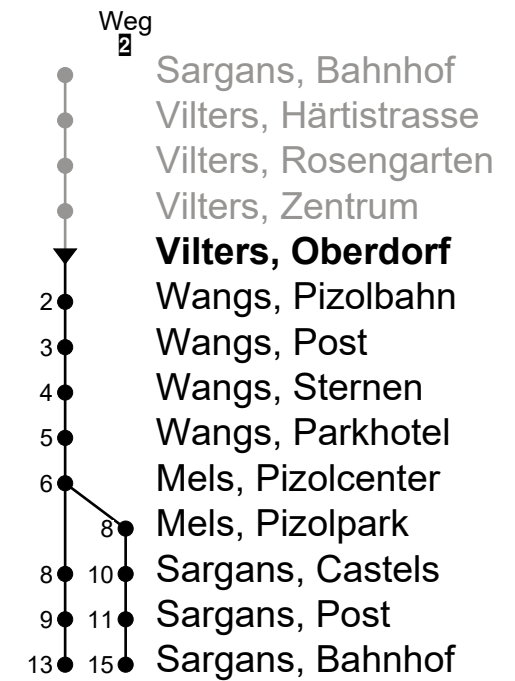 Weg
2
Sargans, Bahnhof
Vilters, Härtistrasse
Vilters, Rosengarten
Vilters, Zentrum
Vilters, Oberdorf
2 Wangs, Pizolbahn
3 Wangs, Post
4 Wangs, Sternen
5 Wangs, Parkhotel
6 Mels, Pizolcenter
8 Mels, Pizolpark
8 10 Sargans, Castels
9 11 Sargans, Post
13 15 Sargans, Bahnhof